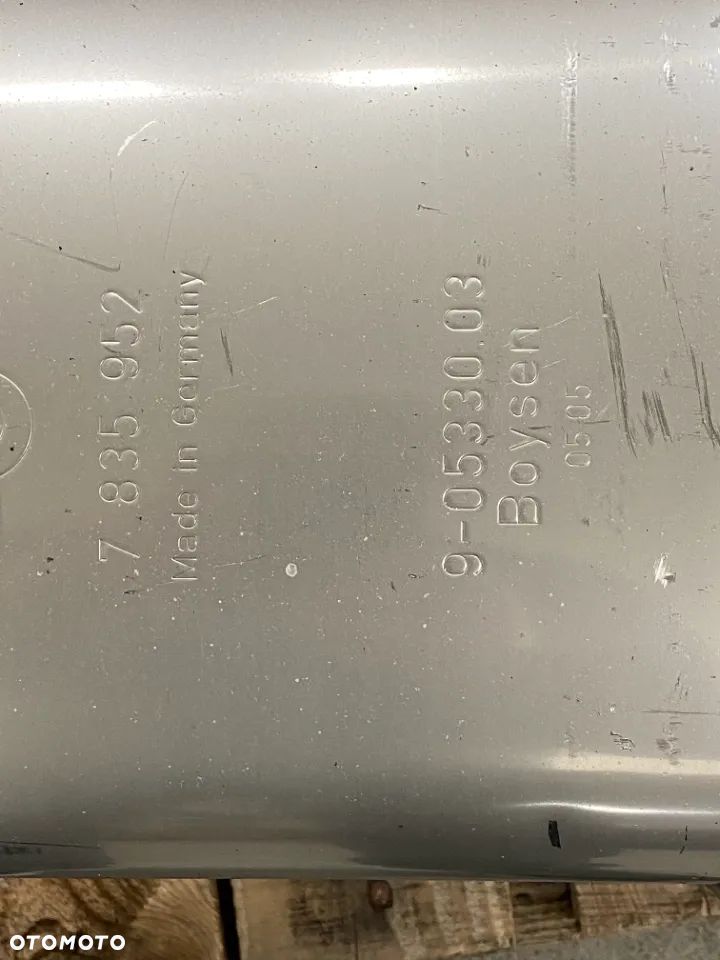 7 835 952
Made in Germany
9-05330.03
Boysen
05 05
OTOMOTO